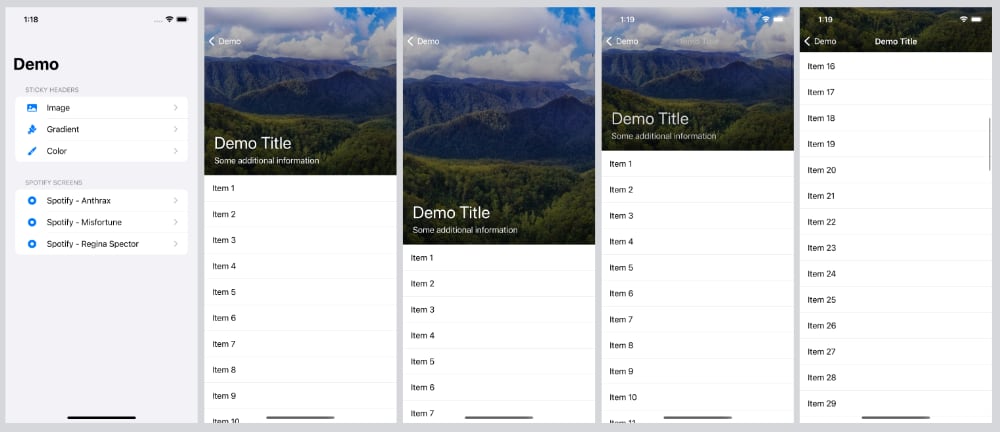 1:18
Demo
STICKY HEADERS
Image
Gradient
Color
SPOTIFY SCREENS
Spotify - Anthrax
Spotify - Misfortune
Spotify - Regina Spector
Demo
Demo Title
Some additional information
Item 1
Item 2
Item 3
Item 4
Item 5
Item 6
Item 7
Item 8
Item 9
Item 10
Demo
Demo Title
Some additional information
Item 1
Item 2
Item 3
Item 4
Item 5
Item 6
Item 7
1:19
Demo
Demo Title
Demo Title
Some additional information
Item 1
Item 2
Item 3
Item 4
Item 5
Item 6
Item 7
Item 8
Item 9
Item 10
Item 11
1:19
Demo
Demo Title
Item 16
Item 17
Item 18
Item 19
Item 20
Item 21
Item 22
Item 23
Item 24
Item 25
Item 26
Item 27
Item 28
Item 29